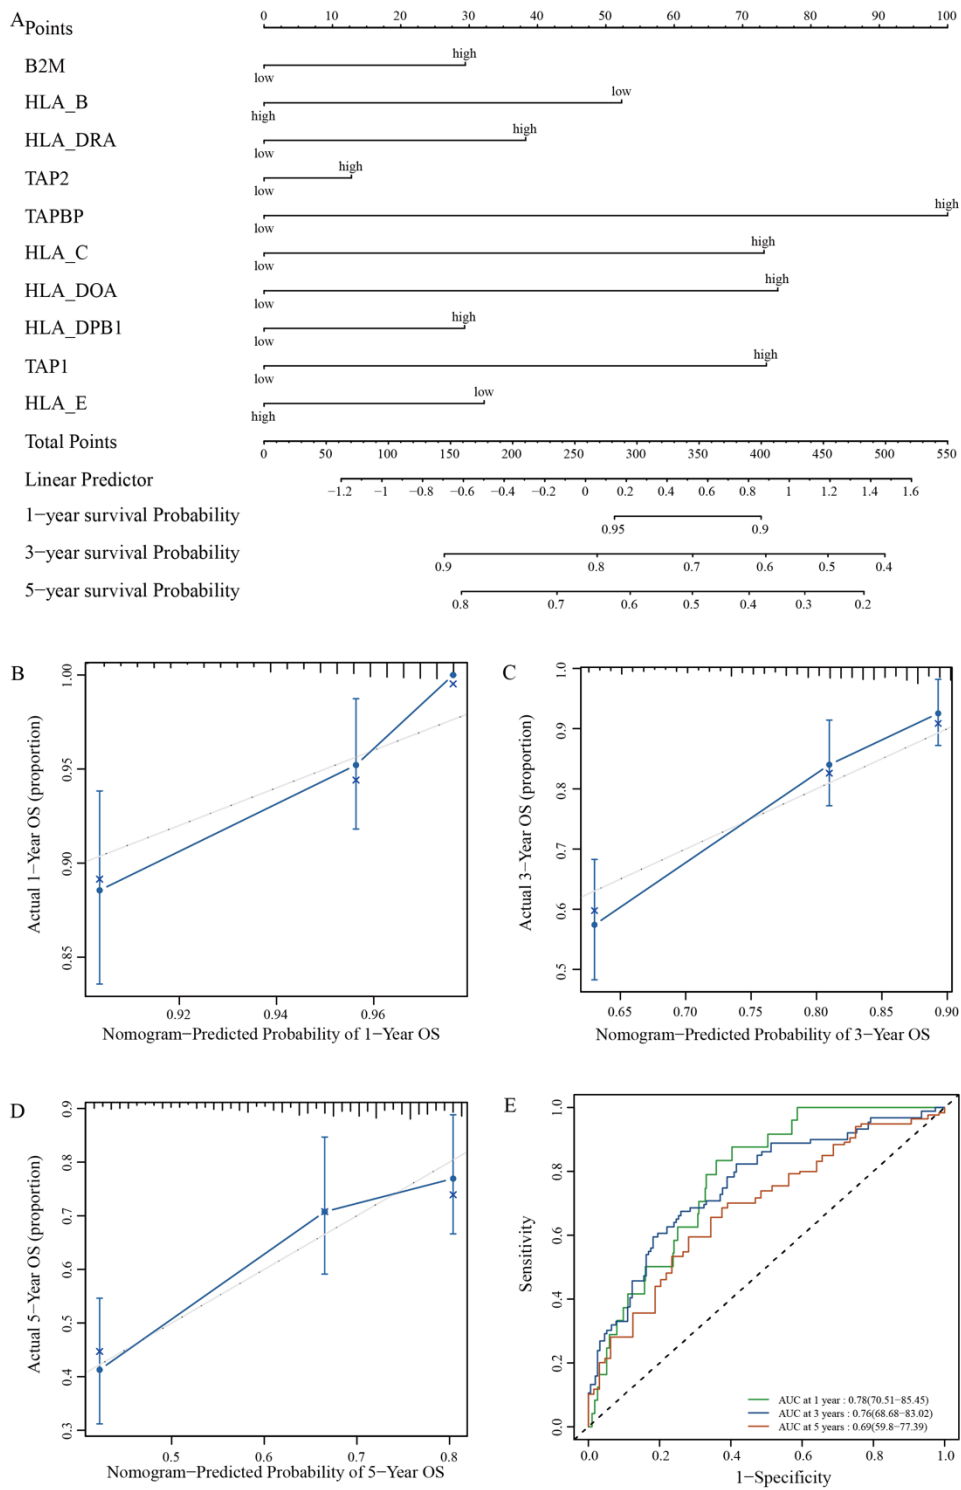 A
Points
0 10 20 30 40 50 60 70 80 90 100
B2M
high
low
HLA_B
low
high
HLA_DRA
high
low
TAP2
high
low
TAPBP
high
low
HLA_C
high
low
HLA_DOA
high
low
HLA_DPB1
high
low
TAP1
high
low
HLA_E
low
high
Total Points
0 50 100 150 200 250 300 350 400 450 500 550
Linear Predictor
−1.2 −1 −0.8 −0.6 −0.4 −0.2 0 0.2 0.4 0.6 0.8 1 1.2 1.4 1.6
1−year survival Probability
0.95 0.9
3−year survival Probability
0.9 0.8 0.7 0.6 0.5 0.4
5−year survival Probability
0.8 0.7 0.6 0.5 0.4 0.3 0.2
B
Actual 1−Year OS (proportion)
1.00
0.95
0.90
0.85
0.92 0.94 0.96
Nomogram−Predicted Probability of 1−Year OS
C
Actual 3−Year OS (proportion)
1.0
0.9
0.8
0.7
0.6
0.5
0.65 0.70 0.75 0.80 0.85 0.90
Nomogram−Predicted Probability of 3−Year OS
D
Actual 5−Year OS (proportion)
0.9
0.8
0.7
0.6
0.5
0.4
0.3
0.5 0.6 0.7 0.8
Nomogram−Predicted Probability of 5−Year OS
E
Sensitivity
1.0
0.8
0.6
0.4
0.2
0.0
AUC at 1 year : 0.78(70.51−85.45)
AUC at 3 years : 0.76(68.68−83.02)
AUC at 5 years : 0.69(59.8−77.39)
0.0 0.2 0.4 0.6 0.8 1.0
1−Specificity